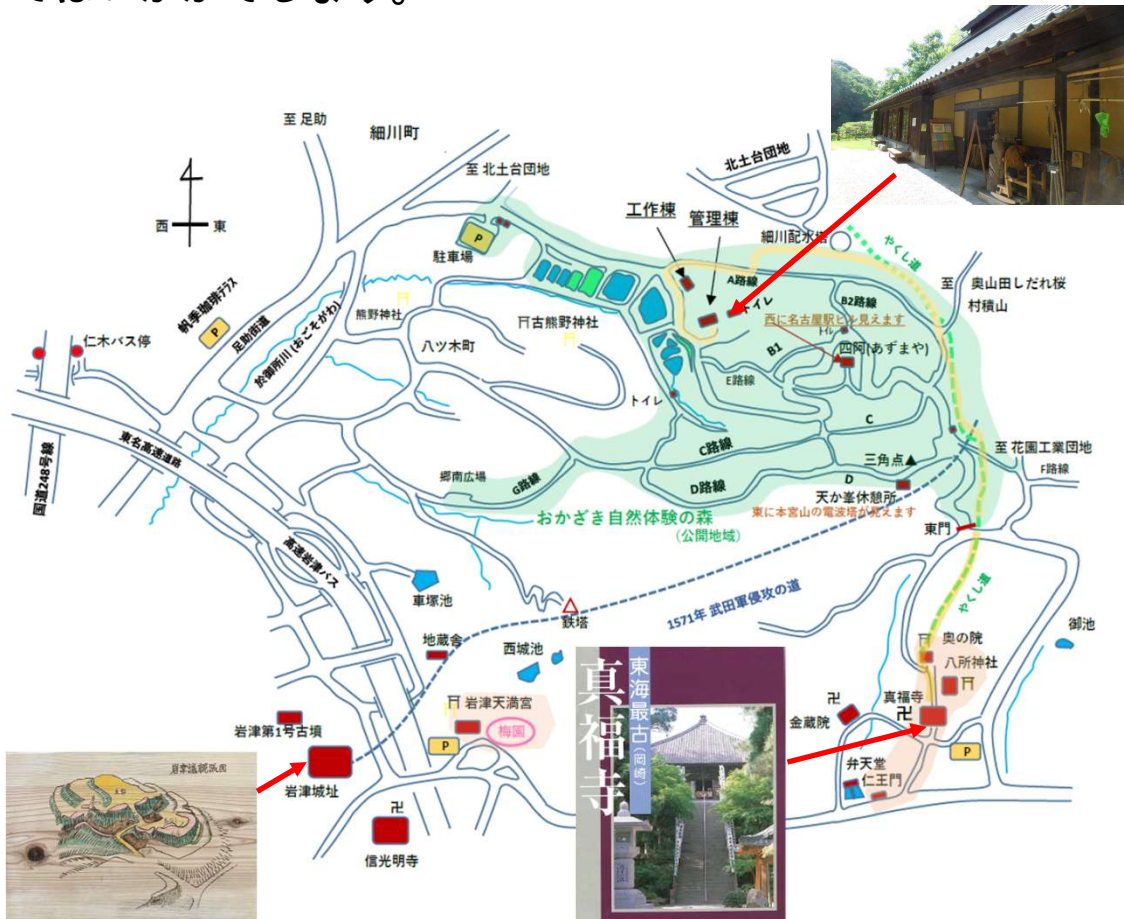 至 足助
細川町
至 北土台団地
北土台団地
西
東
工作棟
管理棟
細川配水塔
やくし道
P
駐車場
A路線
トイレ
B2路線
至
奥山田しだれ桜
村積山
西に名古屋駅ビル見えます
トイレ
四阿(あずまや)
B1
E路線
帆季珈琲テラス
P
足助街道
於御所川(おごそがわ)
熊野神社
古熊野神社
八ツ木町
仁木バス停
トイレ
C
C路線
三角点
至 花園工業団地
F路線
東名高速道路
国道248号線
郷南広場
G路線
D路線
D
天か峯休憩所
東に本宮山の電波塔が見えます
おかざき自然体験の森
(公開地域)
東門
高速岩津バス
車塚池
鉄塔
1571年 武田軍侵攻の道
やくし道
御池
地蔵舎
西城池
奥の院
八所神社
岩津天満宮
梅園
P
岩津第1号古墳
岩津城址
卍
信光明寺
東海最古(岡崎)
真福寺
卍
金蔵院
真福寺
卍
P
弁天堂
仁王門